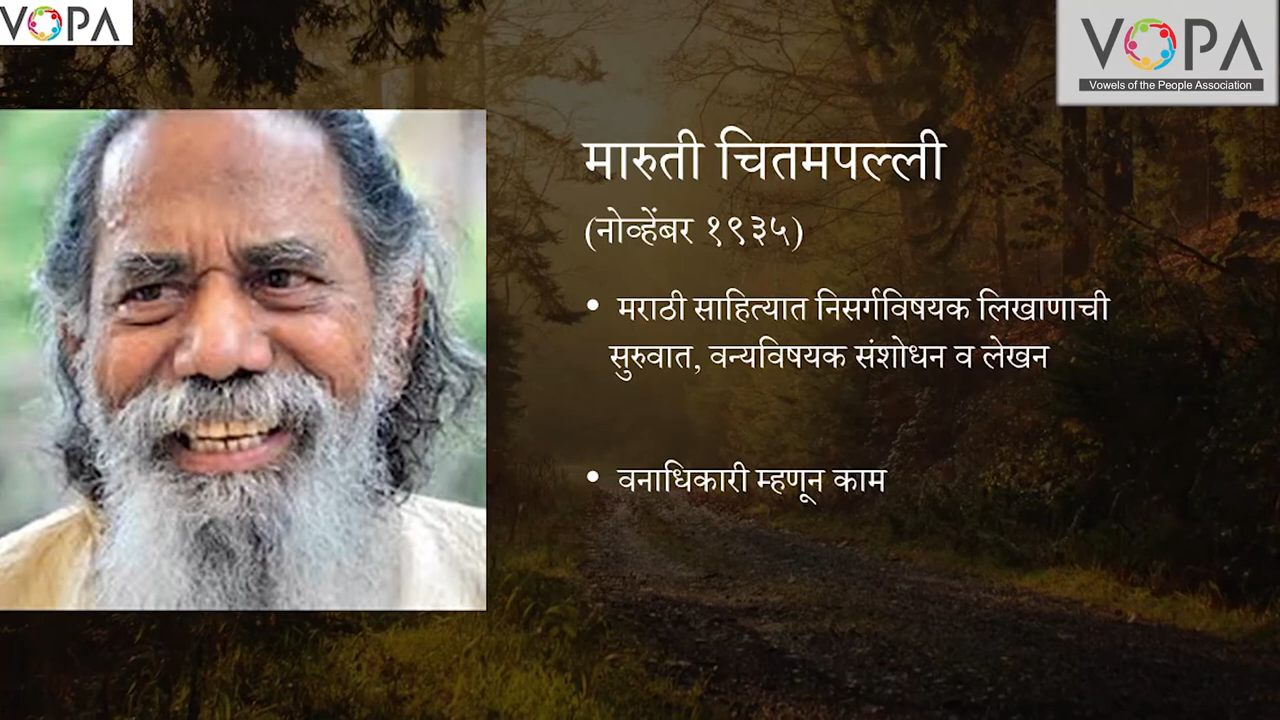 VOPA
VOPA
Vowels of the People Association
मारुती चितमपल्ली
(नोव्हेंबर १९३५)
• मराठी साहित्यात निसर्गविषयक लिखाणाची
सुरुवात, वन्यविषयक संशोधन व लेखन
• वनाधिकारी म्हणून काम